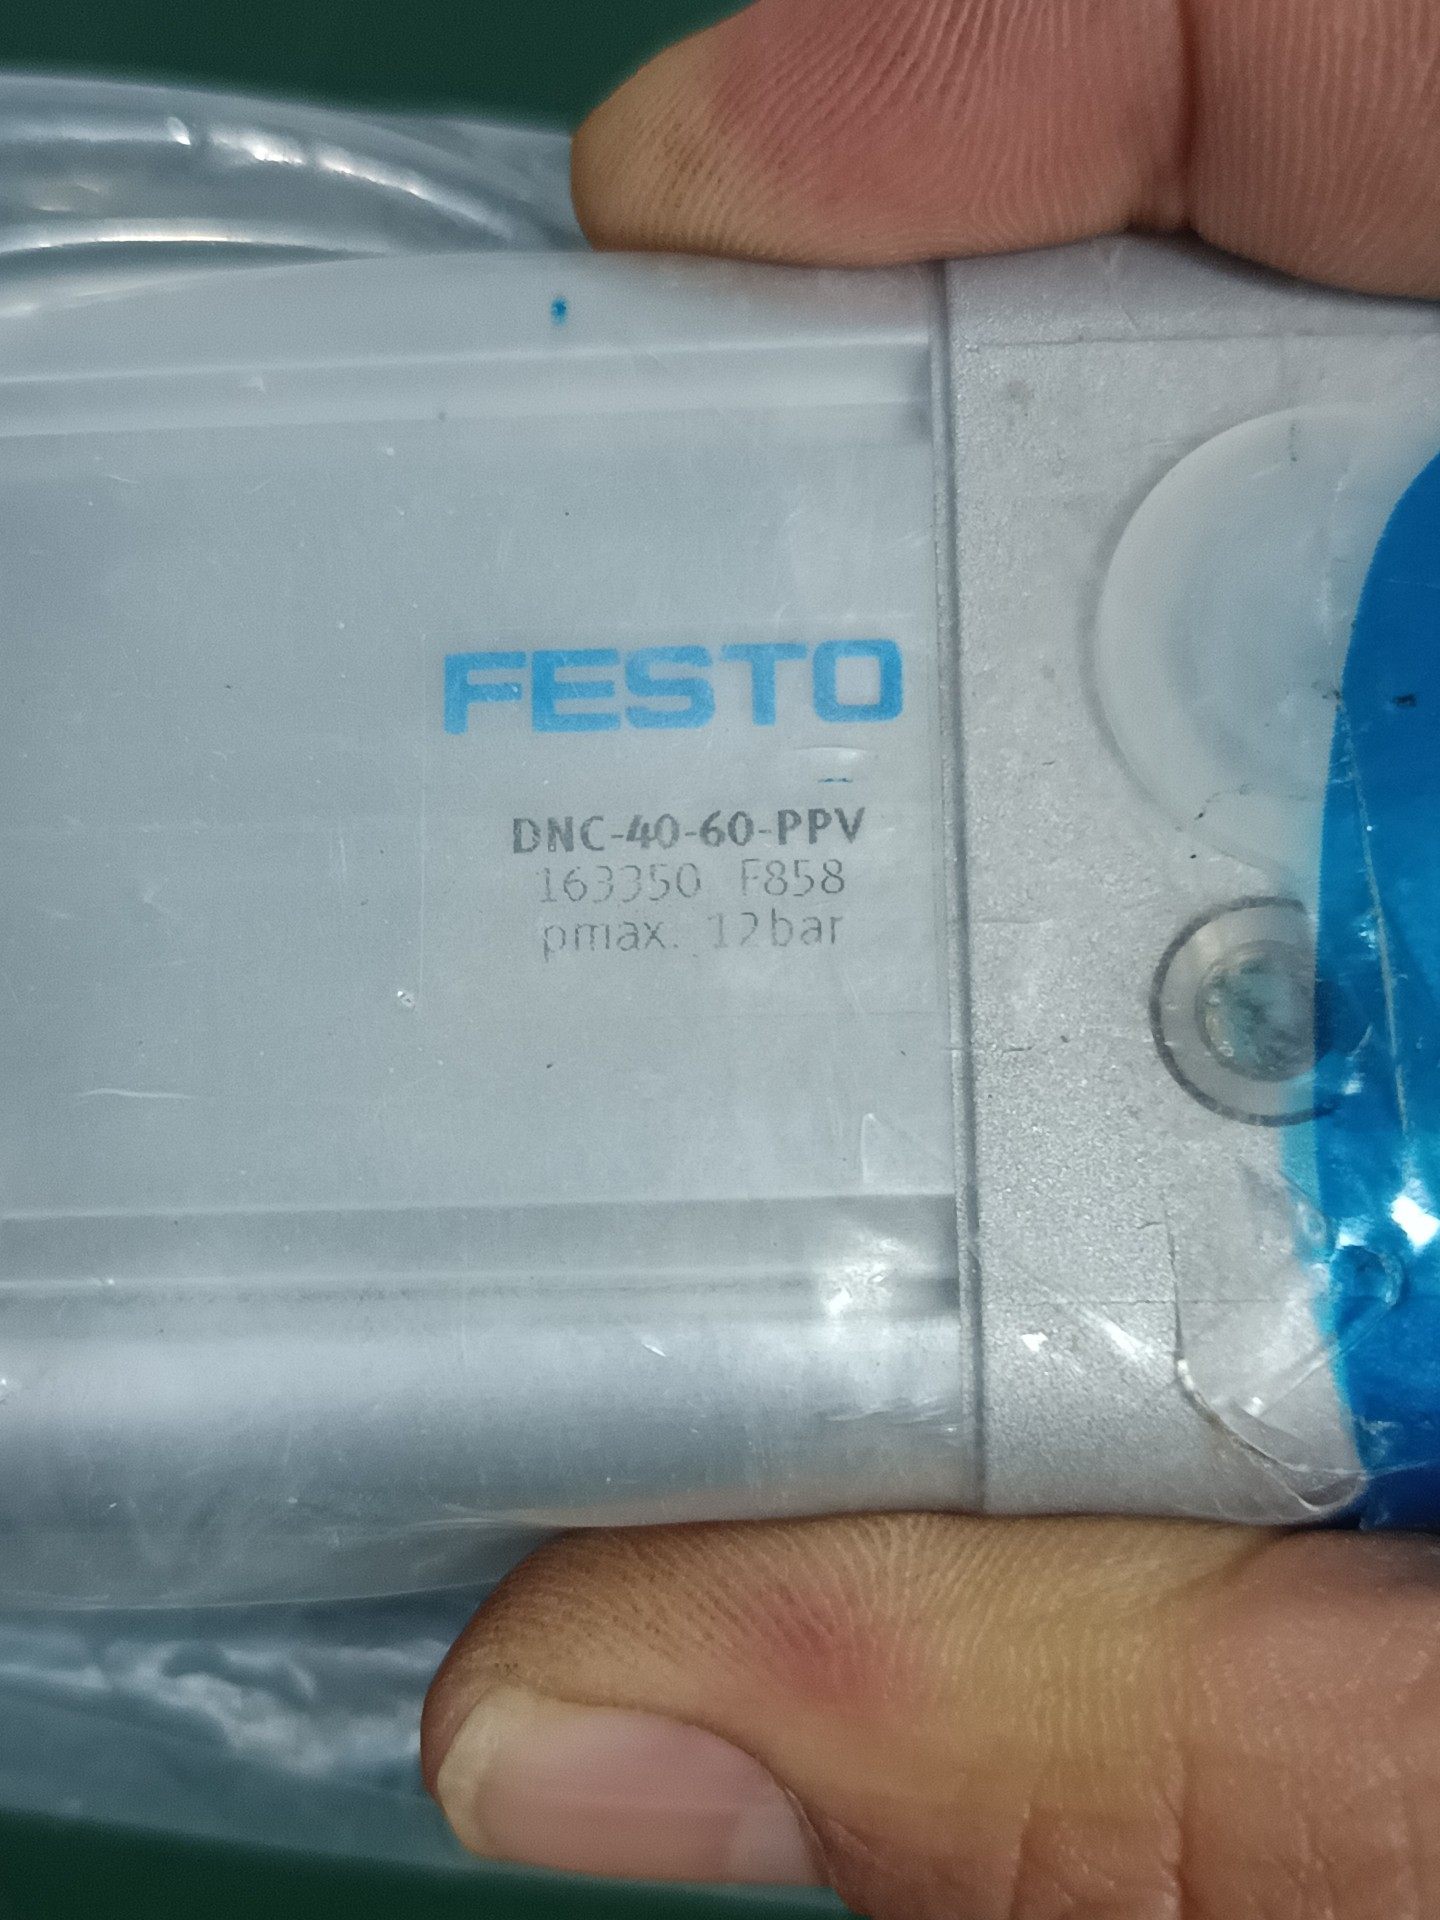 FESTO
DNC-40-60-PPV
163350 F858
pmax. 12bar